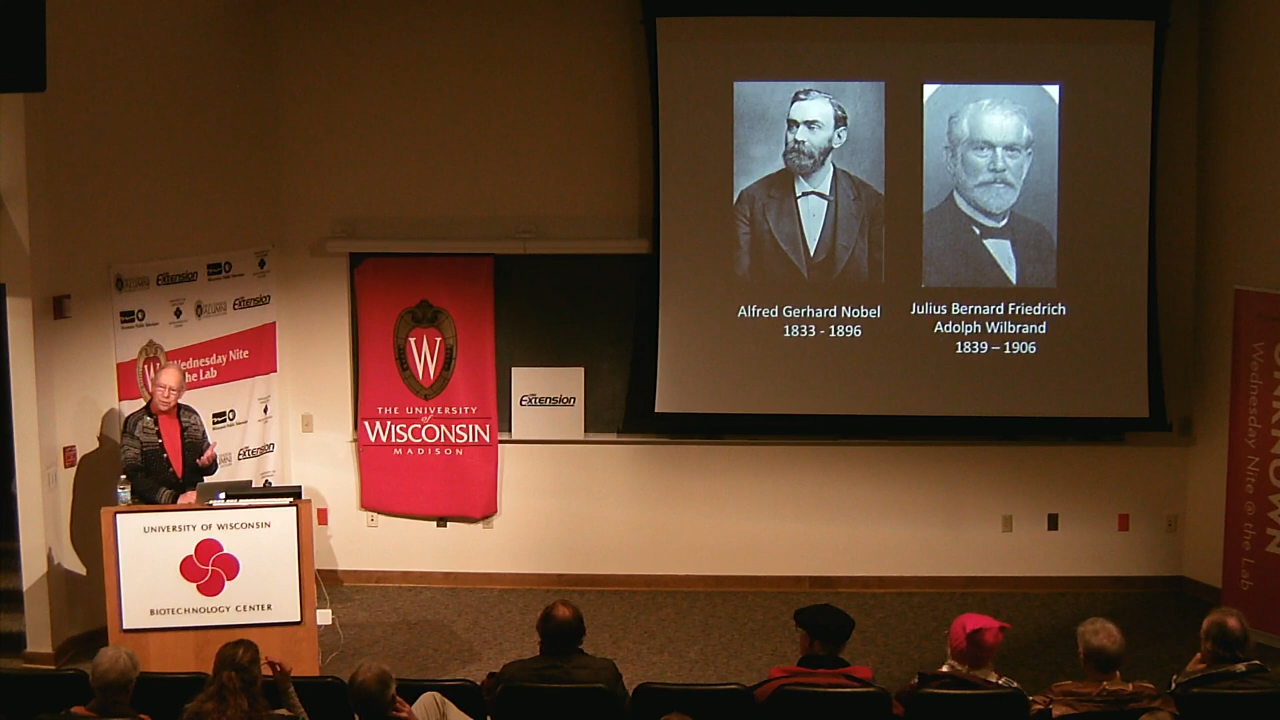 Alfred Gerhard Nobel
1833 - 1896
Julius Bernard Friedrich
Adolph Wilbrand
1839 – 1906
Extension
Extension
Wednesday Nite
the Lab
W
Extension
W
THE UNIVERSITY
of
WISCONSIN
MADISON
Extension
UNIVERSITY OF WISCONSIN
BIOTECHNOLOGY CENTER
Wednesday Nite @ the Lab